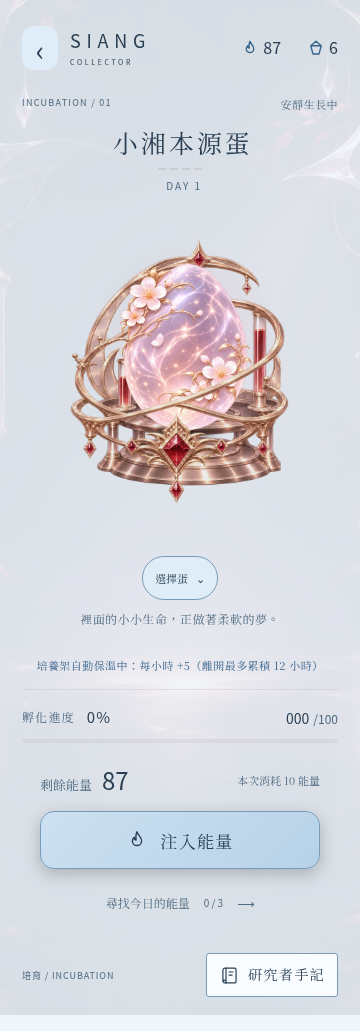 ‹ SIANG 87 6
COLLECTOR
INCUBATION / 01 安靜生長中
小湘本源蛋
DAY 1
選擇蛋 ⌄
裡面的小小生命，正做著柔軟的夢。
培養架自動保溫中：每小時 +5（離開最多累積 12 小時）
孵化進度 0% 000 /100
剩餘能量 87 本次消耗 10 能量
注入能量
尋找今日的能量 0/3 →
培育 / INCUBATION 研究者手記